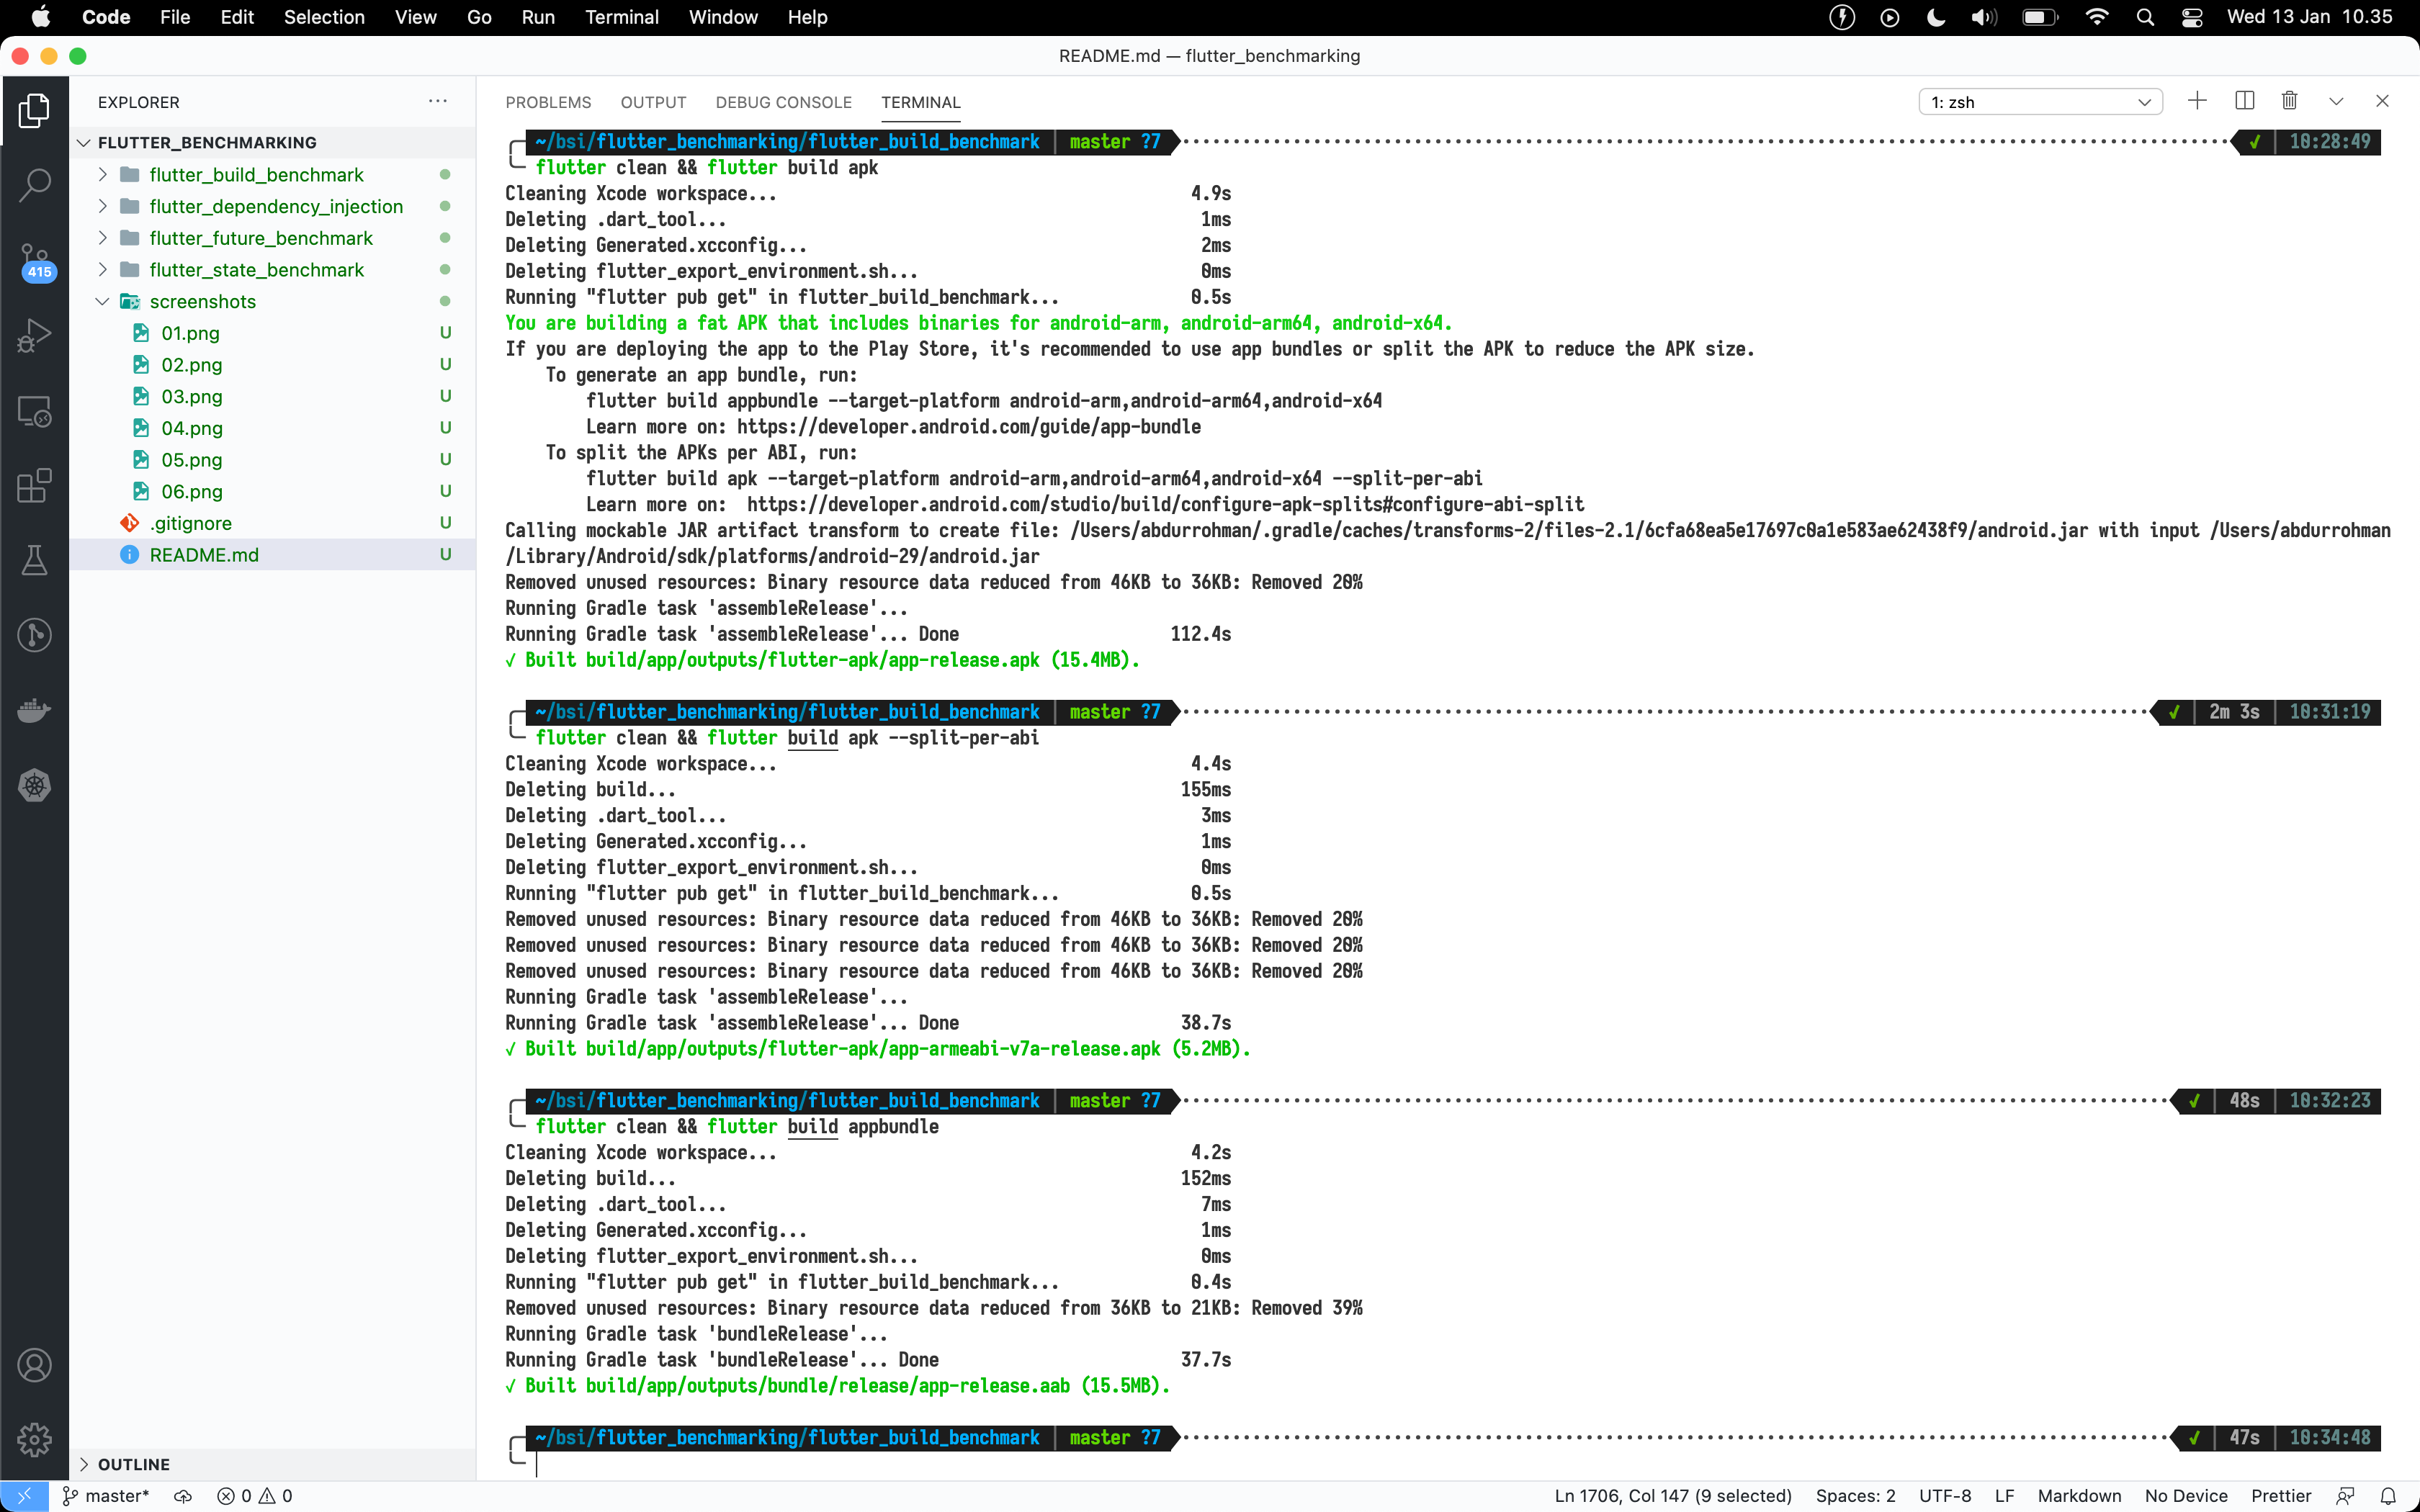 Code File Edit Selection View Go Run Terminal Window Help Wed 13 Jan 10.35
README.md — flutter_benchmarking
EXPLORER
FLUTTER_BENCHMARKING
flutter_build_benchmark
flutter_dependency_injection
flutter_future_benchmark
415
flutter_state_benchmark
screenshots
01.png U
02.png U
03.png U
04.png U
05.png U
06.png U
.gitignore U
README.md U
OUTLINE
PROBLEMS OUTPUT DEBUG CONSOLE TERMINAL 1: zsh
~/bsi/flutter_benchmarking/flutter_build_benchmark master ?7 ✓ 10:28:49
flutter clean && flutter build apk
Cleaning Xcode workspace... 4.9s
Deleting .dart_tool... 1ms
Deleting Generated.xcconfig... 2ms
Deleting flutter_export_environment.sh... 0ms
Running "flutter pub get" in flutter_build_benchmark... 0.5s
You are building a fat APK that includes binaries for android-arm, android-arm64, android-x64.
If you are deploying the app to the Play Store, it's recommended to use app bundles or split the APK to reduce the APK size.
To generate an app bundle, run:
flutter build appbundle --target-platform android-arm,android-arm64,android-x64
Learn more on: https://developer.android.com/guide/app-bundle
To split the APKs per ABI, run:
flutter build apk --target-platform android-arm,android-arm64,android-x64 --split-per-abi
Learn more on:  https://developer.android.com/studio/build/configure-apk-splits#configure-abi-split
Calling mockable JAR artifact transform to create file: /Users/abdurrohman/.gradle/caches/transforms-2/files-2.1/6cfa68ea5e17697c0a1e583ae62438f9/android.jar with input /Users/abdurrohman
/Library/Android/sdk/platforms/android-29/android.jar
Removed unused resources: Binary resource data reduced from 46KB to 36KB: Removed 20%
Running Gradle task 'assembleRelease'...
Running Gradle task 'assembleRelease'... Done 112.4s
✓ Built build/app/outputs/flutter-apk/app-release.apk (15.4MB).
~/bsi/flutter_benchmarking/flutter_build_benchmark master ?7 ✓ 2m 3s 10:31:19
flutter clean && flutter build apk --split-per-abi
Cleaning Xcode workspace... 4.4s
Deleting build... 155ms
Deleting .dart_tool... 3ms
Deleting Generated.xcconfig... 1ms
Deleting flutter_export_environment.sh... 0ms
Running "flutter pub get" in flutter_build_benchmark... 0.5s
Removed unused resources: Binary resource data reduced from 46KB to 36KB: Removed 20%
Removed unused resources: Binary resource data reduced from 46KB to 36KB: Removed 20%
Removed unused resources: Binary resource data reduced from 46KB to 36KB: Removed 20%
Running Gradle task 'assembleRelease'...
Running Gradle task 'assembleRelease'... Done 38.7s
✓ Built build/app/outputs/flutter-apk/app-armeabi-v7a-release.apk (5.2MB).
~/bsi/flutter_benchmarking/flutter_build_benchmark master ?7 ✓ 48s 10:32:23
flutter clean && flutter build appbundle
Cleaning Xcode workspace... 4.2s
Deleting build... 152ms
Deleting .dart_tool... 7ms
Deleting Generated.xcconfig... 1ms
Deleting flutter_export_environment.sh... 0ms
Running "flutter pub get" in flutter_build_benchmark... 0.4s
Removed unused resources: Binary resource data reduced from 36KB to 21KB: Removed 39%
Running Gradle task 'bundleRelease'...
Running Gradle task 'bundleRelease'... Done 37.7s
✓ Built build/app/outputs/bundle/release/app-release.aab (15.5MB).
~/bsi/flutter_benchmarking/flutter_build_benchmark master ?7 ✓ 47s 10:34:48
master* 0 0 Ln 1706, Col 147 (9 selected) Spaces: 2 UTF-8 LF Markdown No Device Prettier